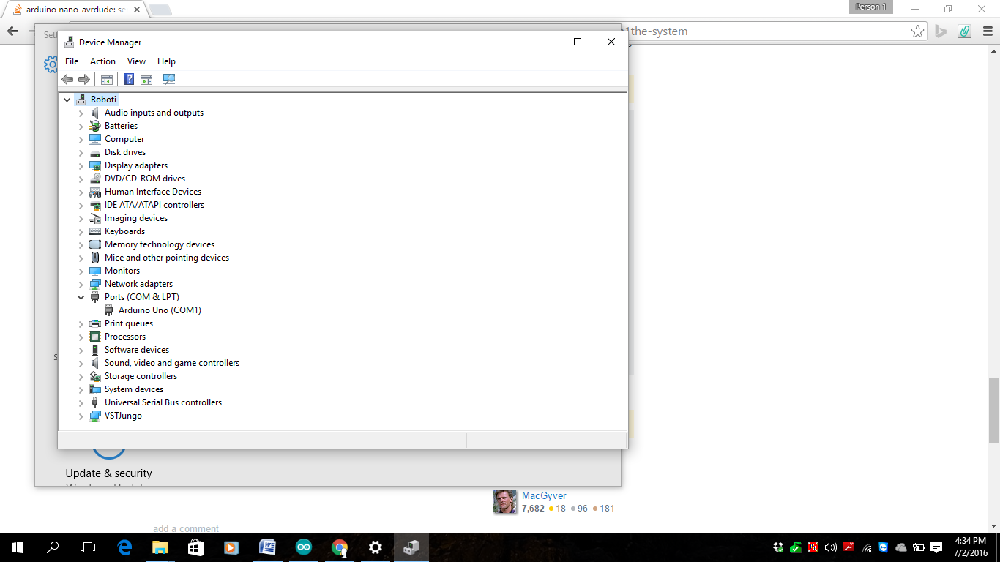 arduino nano-avrdude: se
Person 1
1the-system
Sett
Device Manager
File Action View Help
Roboti
Audio inputs and outputs
Batteries
Computer
Disk drives
Display adapters
DVD/CD-ROM drives
Human Interface Devices
IDE ATA/ATAPI controllers
Imaging devices
Keyboards
Memory technology devices
Mice and other pointing devices
Monitors
Network adapters
Ports (COM & LPT)
Arduino Uno (COM1)
Print queues
Processors
Software devices
Sound, video and game controllers
Storage controllers
System devices
Universal Serial Bus controllers
VSTJungo
Update & security
MacGyver
7,682 18 96 181
add a comment
4:34 PM
7/2/2016